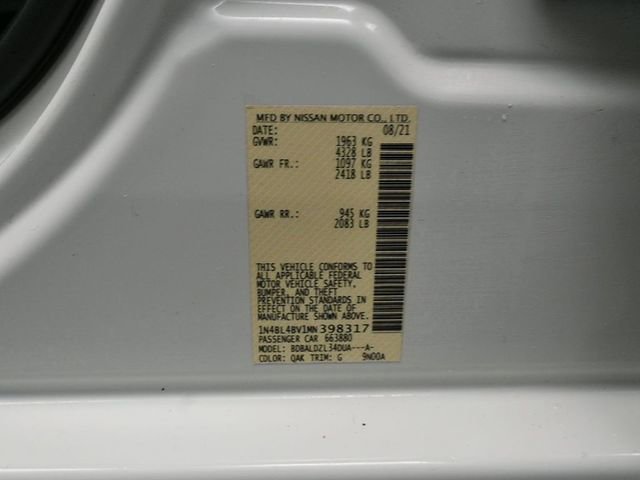 MFD BY NISSAN MOTOR CO., LTD.
DATE: 08/21
GVWR: 1963 KG
4328 LB
GAWR FR.: 1097 KG
2418 LB
GAWR RR.: 945 KG
2083 LB
THIS VEHICLE CONFORMS TO
ALL APPLICABLE FEDERAL
MOTOR VEHICLE SAFETY,
BUMPER, AND THEFT
PREVENTION STANDARDS IN
EFFECT ON THE DATE OF
MANUFACTURE SHOWN ABOVE.
1N4BL4BV1MN398317
PASSENGER CAR 663880
MODEL: BDBALDZL34DUA---A-
COLOR: QAK TRIM: G 9N00A